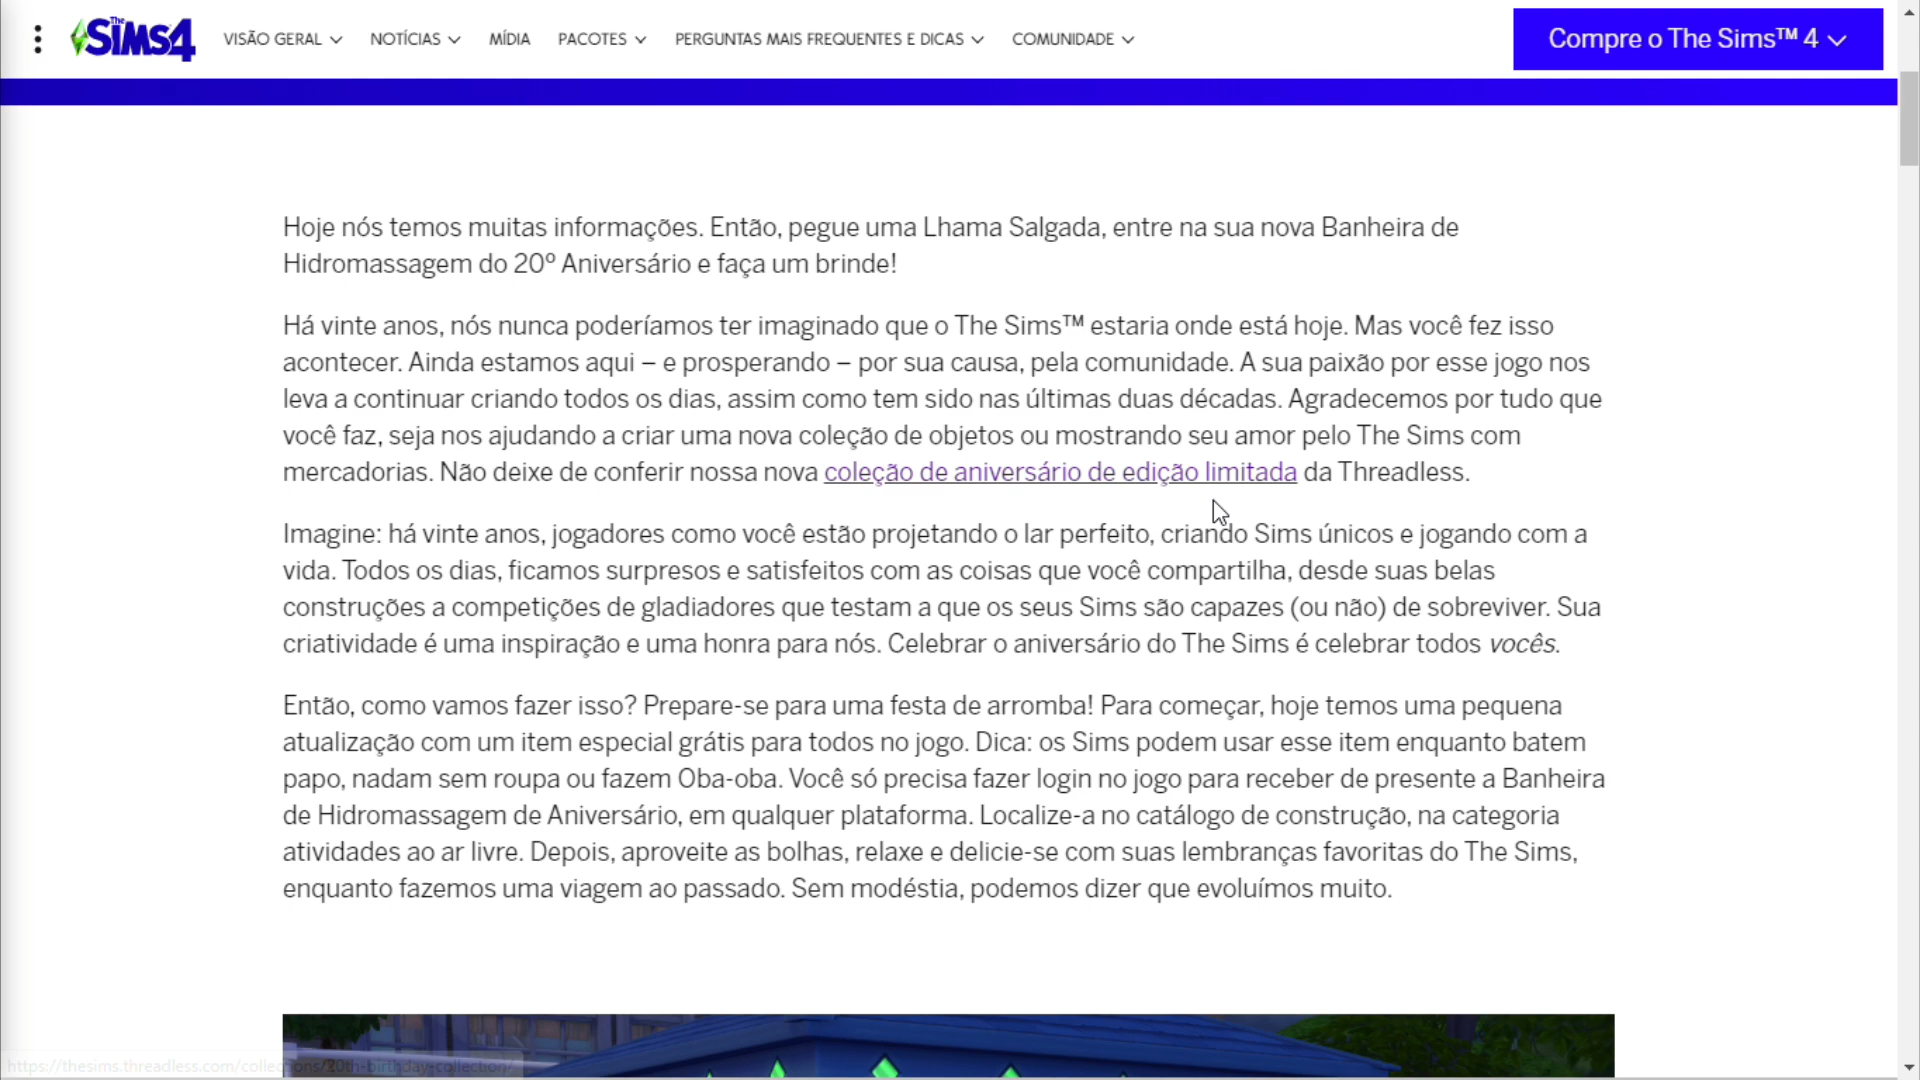 The Sims 4
VISÃO GERAL
NOTÍCIAS
MÍDIA
PACOTES
PERGUNTAS MAIS FREQUENTES E DICAS
COMUNIDADE
Compre o The Sims™ 4
Hoje nós temos muitas informações. Então, pegue uma Lhama Salgada, entre na sua nova Banheira de
Hidromassagem do 20º Aniversário e faça um brinde!
Há vinte anos, nós nunca poderíamos ter imaginado que o The Sims™ estaria onde está hoje. Mas você fez isso
acontecer. Ainda estamos aqui – e prosperando – por sua causa, pela comunidade. A sua paixão por esse jogo nos
leva a continuar criando todos os dias, assim como tem sido nas últimas duas décadas. Agradecemos por tudo que
você faz, seja nos ajudando a criar uma nova coleção de objetos ou mostrando seu amor pelo The Sims com
mercadorias. Não deixe de conferir nossa nova coleção de aniversário de edição limitada da Threadless.
Imagine: há vinte anos, jogadores como você estão projetando o lar perfeito, criando Sims únicos e jogando com a
vida. Todos os dias, ficamos surpresos e satisfeitos com as coisas que você compartilha, desde suas belas
construções a competições de gladiadores que testam a que os seus Sims são capazes (ou não) de sobreviver. Sua
criatividade é uma inspiração e uma honra para nós. Celebrar o aniversário do The Sims é celebrar todos vocês.
Então, como vamos fazer isso? Prepare-se para uma festa de arromba! Para começar, hoje temos uma pequena
atualização com um item especial grátis para todos no jogo. Dica: os Sims podem usar esse item enquanto batem
papo, nadam sem roupa ou fazem Oba-oba. Você só precisa fazer login no jogo para receber de presente a Banheira
de Hidromassagem de Aniversário, em qualquer plataforma. Localize-a no catálogo de construção, na categoria
atividades ao ar livre. Depois, aproveite as bolhas, relaxe e delicie-se com suas lembranças favoritas do The Sims,
enquanto fazemos uma viagem ao passado. Sem modéstia, podemos dizer que evoluímos muito.
https://thesims.threadless.com/collections/20th-birthday-collection/